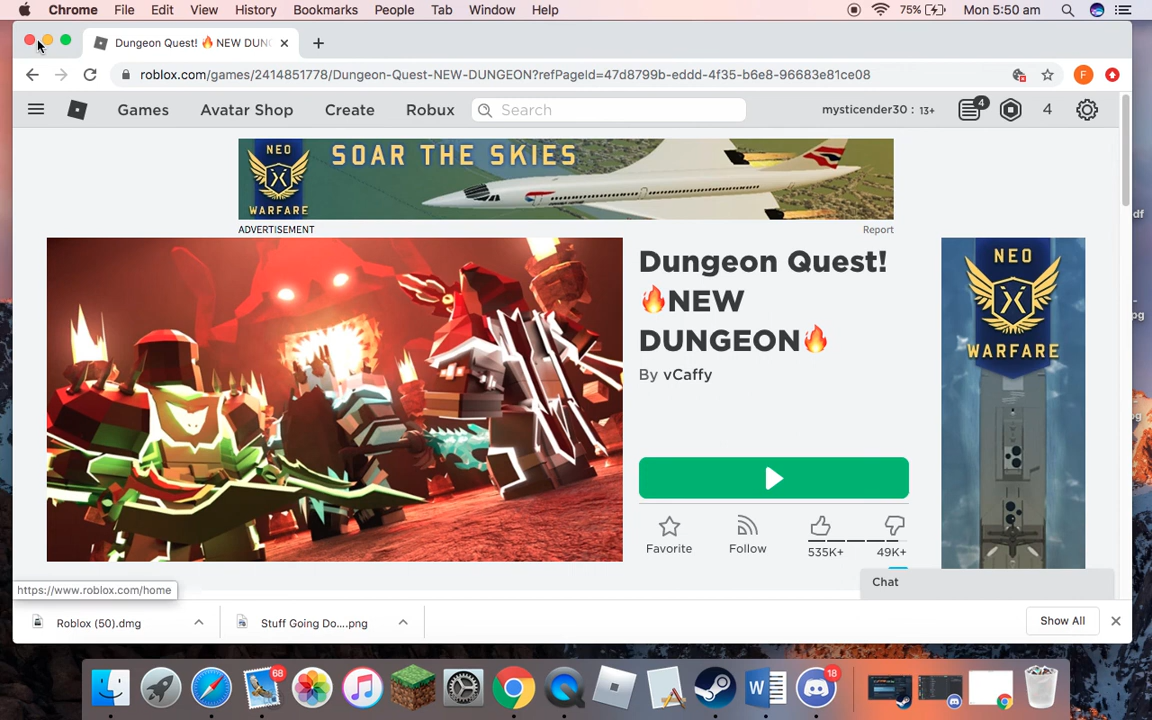 Chrome File Edit View History Bookmarks People Tab Window Help 75% Mon 5:50 am
Dungeon Quest! 🔥NEW DUN
roblox.com/games/2414851778/Dungeon-Quest-NEW-DUNGEON?refPageId=47d8799b-eddd-4f35-b6e8-96683e81ce08 F
Games Avatar Shop Create Robux Search mysticender30 : 13+ 4 4
NEO WARFARE
SOAR THE SKIES
ADVERTISEMENT Report
Dungeon Quest!
🔥NEW
DUNGEON🔥
By vCaffy
NEO
WARFARE
Favorite Follow 535K+ 49K+
Chat
https://www.roblox.com/home
Roblox (50).dmg Stuff Going Do....png Show All
df
pg
68 18